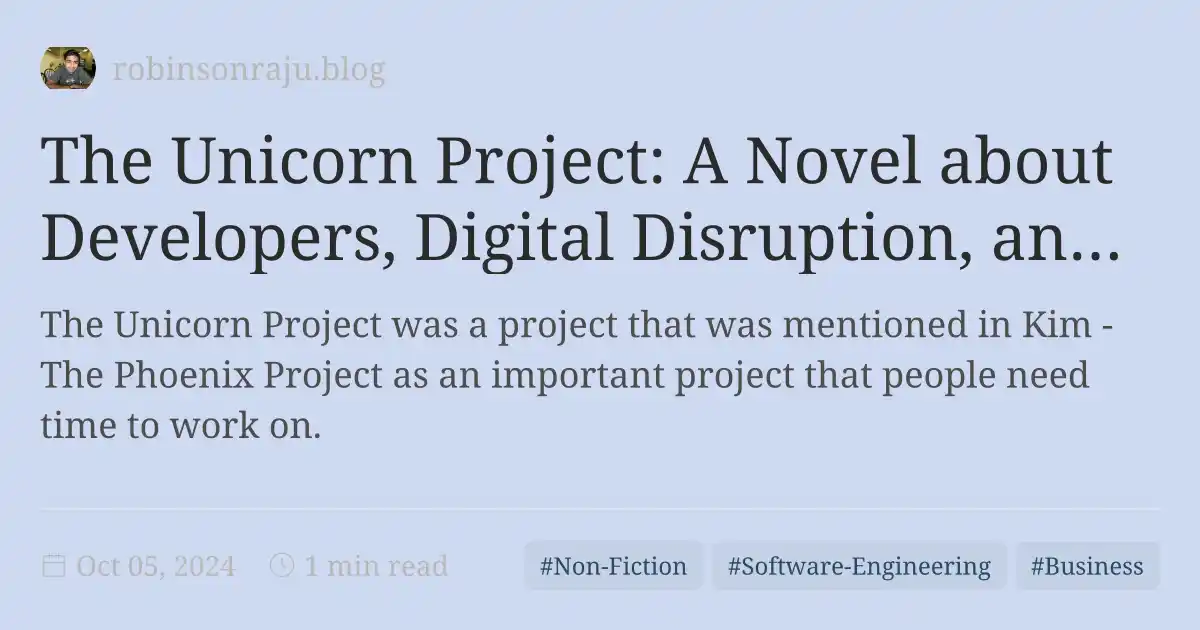 robinsonraju.blog
The Unicorn Project: A Novel about
Developers, Digital Disruption, an...
The Unicorn Project was a project that was mentioned in Kim -
The Phoenix Project as an important project that people need
time to work on.
Oct 05, 2024 1 min read #Non-Fiction #Software-Engineering #Business